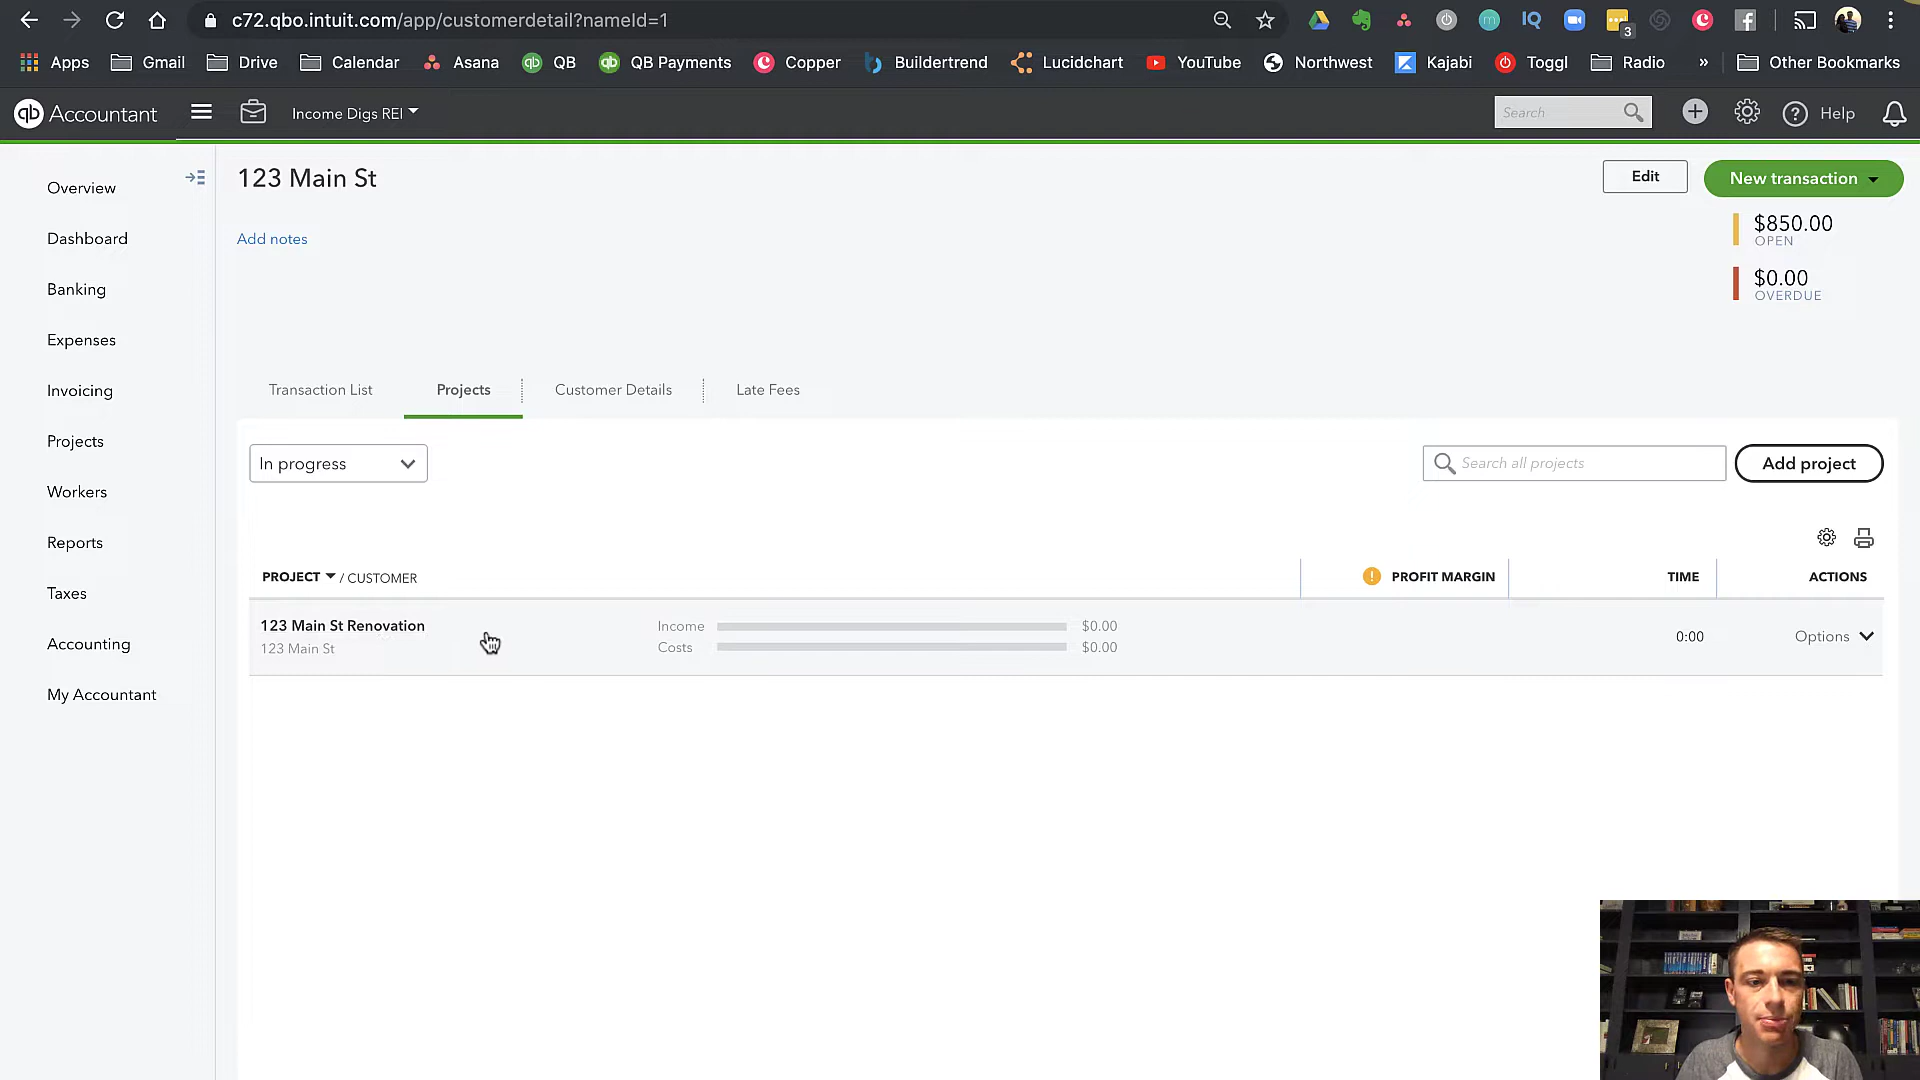 c72.qbo.intuit.com/app/customerdetail?nameId=1
3
Apps Gmail Drive Calendar Asana QB QB Payments Copper Buildertrend Lucidchart YouTube Northwest Kajabi Toggl Radio » Other Bookmarks
qb Accountant Income Digs REI Search Help
Overview
Dashboard
Banking
Expenses
Invoicing
Projects
Workers
Reports
Taxes
Accounting
My Accountant
123 Main St
Edit New transaction
Add notes
$850.00
OPEN
$0.00
OVERDUE
Transaction List Projects Customer Details Late Fees
In progress Search all projects Add project
PROJECT / CUSTOMER PROFIT MARGIN TIME ACTIONS
123 Main St Renovation Income $0.00
123 Main St Costs $0.00
0:00 Options